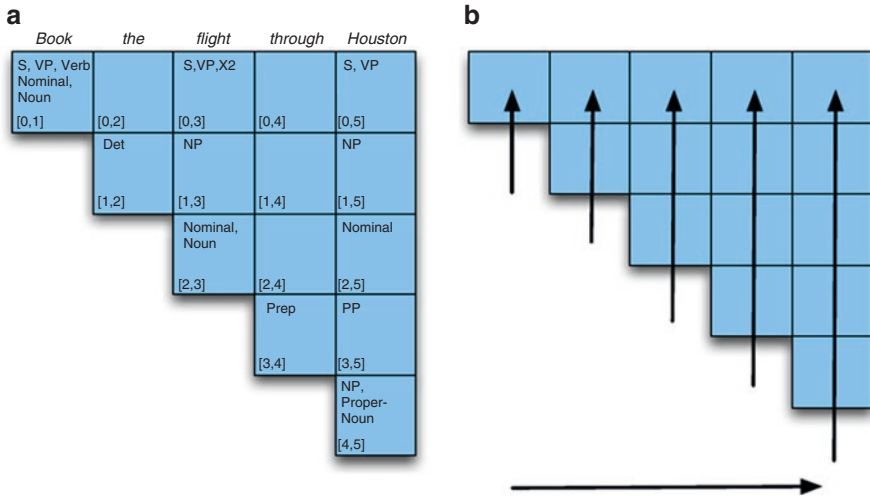 a
b
Book the flight through Houston
S, VP, Verb
Nominal,
Noun
[0,1]
[0,2]
S,VP,X2
[0,3]
[0,4]
S, VP
[0,5]
Det
[1,2]
NP
[1,3]
[1,4]
NP
[1,5]
Nominal,
Noun
[2,3]
[2,4]
Nominal
[2,5]
Prep
[3,4]
PP
[3,5]
NP,
Proper-
Noun
[4,5]